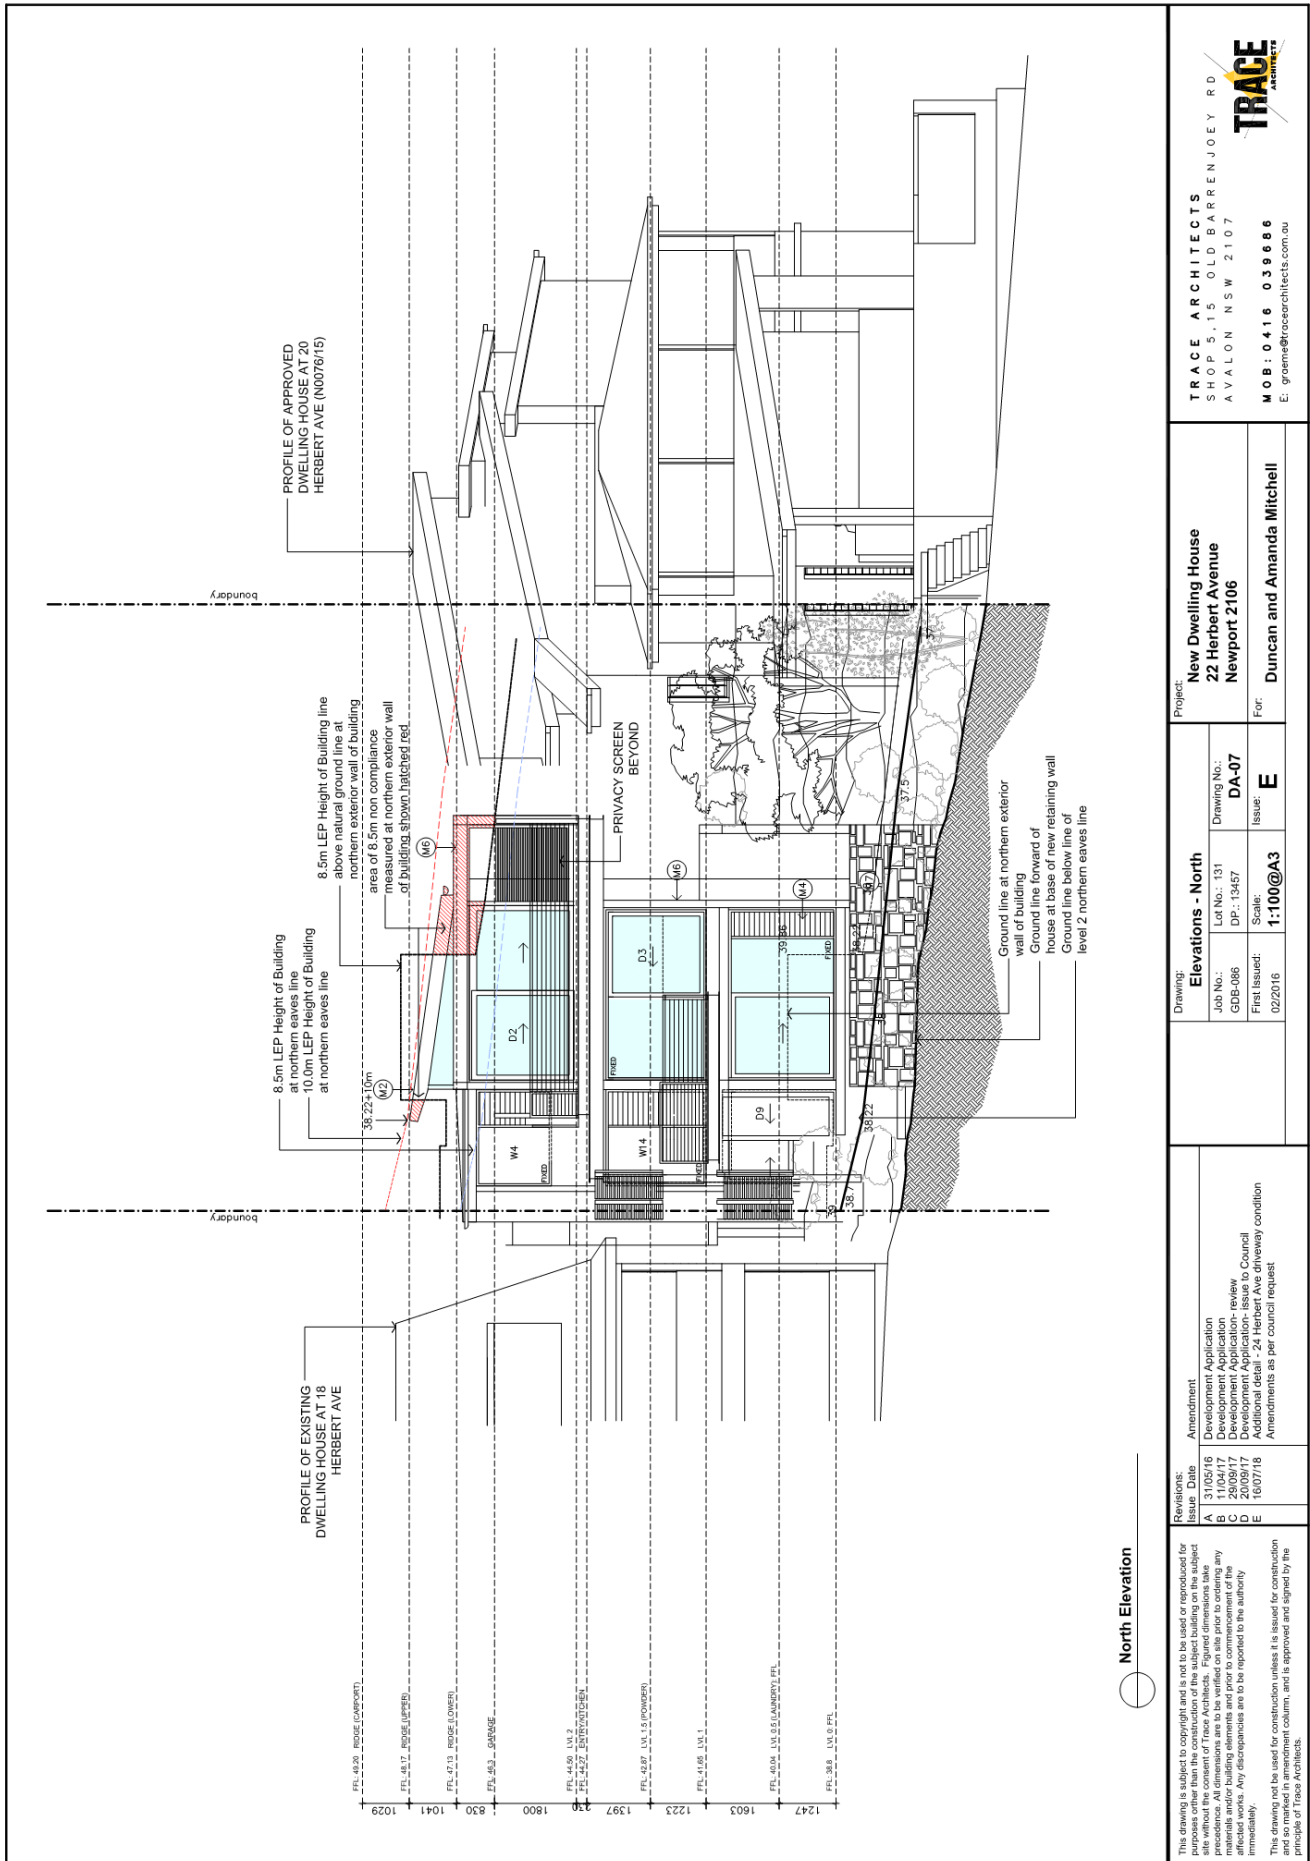 PROFILE OF EXISTING
DWELLING HOUSE AT 18
HERBERT AVE
8.5m LEP Height of Building
at northern eaves line
10.0m LEP Height of Building
at northern eaves line
8.5m LEP Height of Building line
above natural ground line at
northern exterior wall of building
area of 8.5m non compliance
measured at northern exterior wall
of building shown hatched red
PROFILE OF APPROVED
DWELLING HOUSE AT 20
HERBERT AVE (N0076/15)
boundary
boundary
38.22+10m
M2
M6
M6
M4
M7
W4
FIXED
D2
W14
FIXED
FIXED
D3
D9
FIXED
39.86
PRIVACY SCREEN
BEYOND
39
38.7
38.22
38
38.22
37.5
37
Ground line at northern exterior
wall of building
Ground line forward of
house at base of new retaining wall
Ground line below line of
level 2 northern eaves line
FFL: 49.20 RIDGE (CARPORT)
FFL: 48.17 RIDGE (UPPER)
FFL: 47.13 RIDGE (LOWER)
FFL: 46.3 GARAGE
FFL: 44.50 LVL 2
FFL: 44.27 ENTRY/KITCHEN
FFL: 42.87 LVL 1.5 (POWDER)
FFL: 41.65 LVL 1
FFL: 40.04 LVL 0.5 (LAUNDRY) FFL
FFL: 38.8 LVL 0 FFL
1029
1041
830
1800
230
1397
1223
1603
1247
North Elevation
This drawing is subject to copyright and is not to be used or reproduced for
purposes other than the construction of the subject building on the subject
site without the consent of Trace Architects. Figured dimensions take
precedence. All dimensions are to be verified on site prior to ordering any
materials and/or building elements and prior to commencement of the
affected works. Any discrepancies are to be reported to the authority
immediately.
This drawing not be used for construction unless it is issued for construction
and so marked in amendment column, and is approved and signed by the
principle of Trace Architects.
Revisions:
Issue Date Amendment
A 31/05/16 Development Application
B 11/04/17 Development Application
C 29/09/17 Development Application- review
D 20/09/17 Development Application- issue to Council
E 16/07/18 Additional detail - 24 Herbert Ave driveway condition
Amendments as per council request
Drawing:
Elevations - North
Job No.:
GDB-086
Lot No.: 131
DP.: 13457
Drawing No.:
DA-07
First Issued:
02/2016
Scale:
1:100@A3
Issue:
E
Project:
New Dwelling House
22 Herbert Avenue
Newport 2106
For:
Duncan and Amanda Mitchell
TRACE ARCHITECTS
SHOP 5, 15 OLD BARRENJOEY RD
AVALON NSW 2107
MOB: 0416 039686
E: graeme@tracearchitects.com.au
TRACE
ARCHITECTS